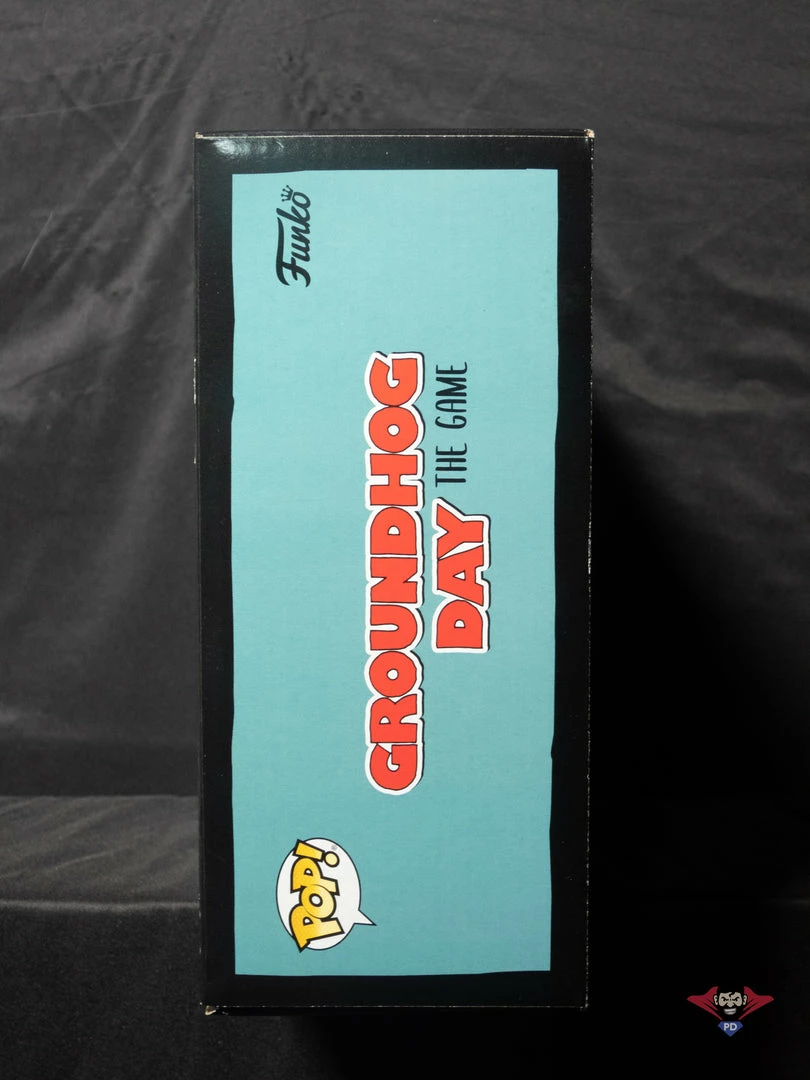 POP!
GROUNDHOG
DAY THE GAME
Funko
PD